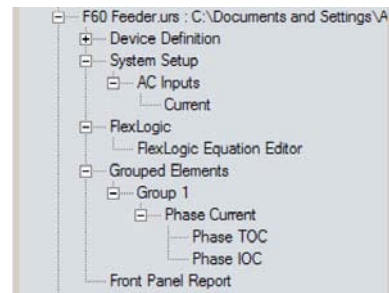 F60 Feeder.urs : C:\Documents and Settings\A
Device Definition
System Setup
AC Inputs
Current
FlexLogic
FlexLogic Equation Editor
Grouped Elements
Group 1
Phase Current
Phase TOC
Phase IOC
Front Panel Report